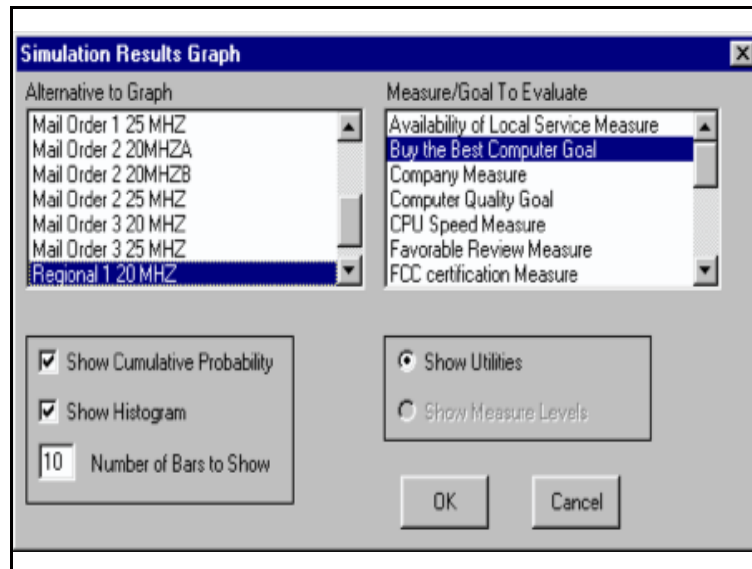 Simulation Results Graph
Alternative to Graph
Mail Order 1 25 MHZ
Mail Order 2 20MHZA
Mail Order 2 20MHZB
Mail Order 2 25 MHZ
Mail Order 3 20 MHZ
Mail Order 3 25 MHZ
Regional 1 20 MHZ
Measure/Goal To Evaluate
Availability of Local Service Measure
Buy the Best Computer Goal
Company Measure
Computer Quality Goal
CPU Speed Measure
Favorable Review Measure
FCC certification Measure
Show Cumulative Probability
Show Histogram
10 Number of Bars to Show
Show Utilities
Show Measure Levels
OK Cancel